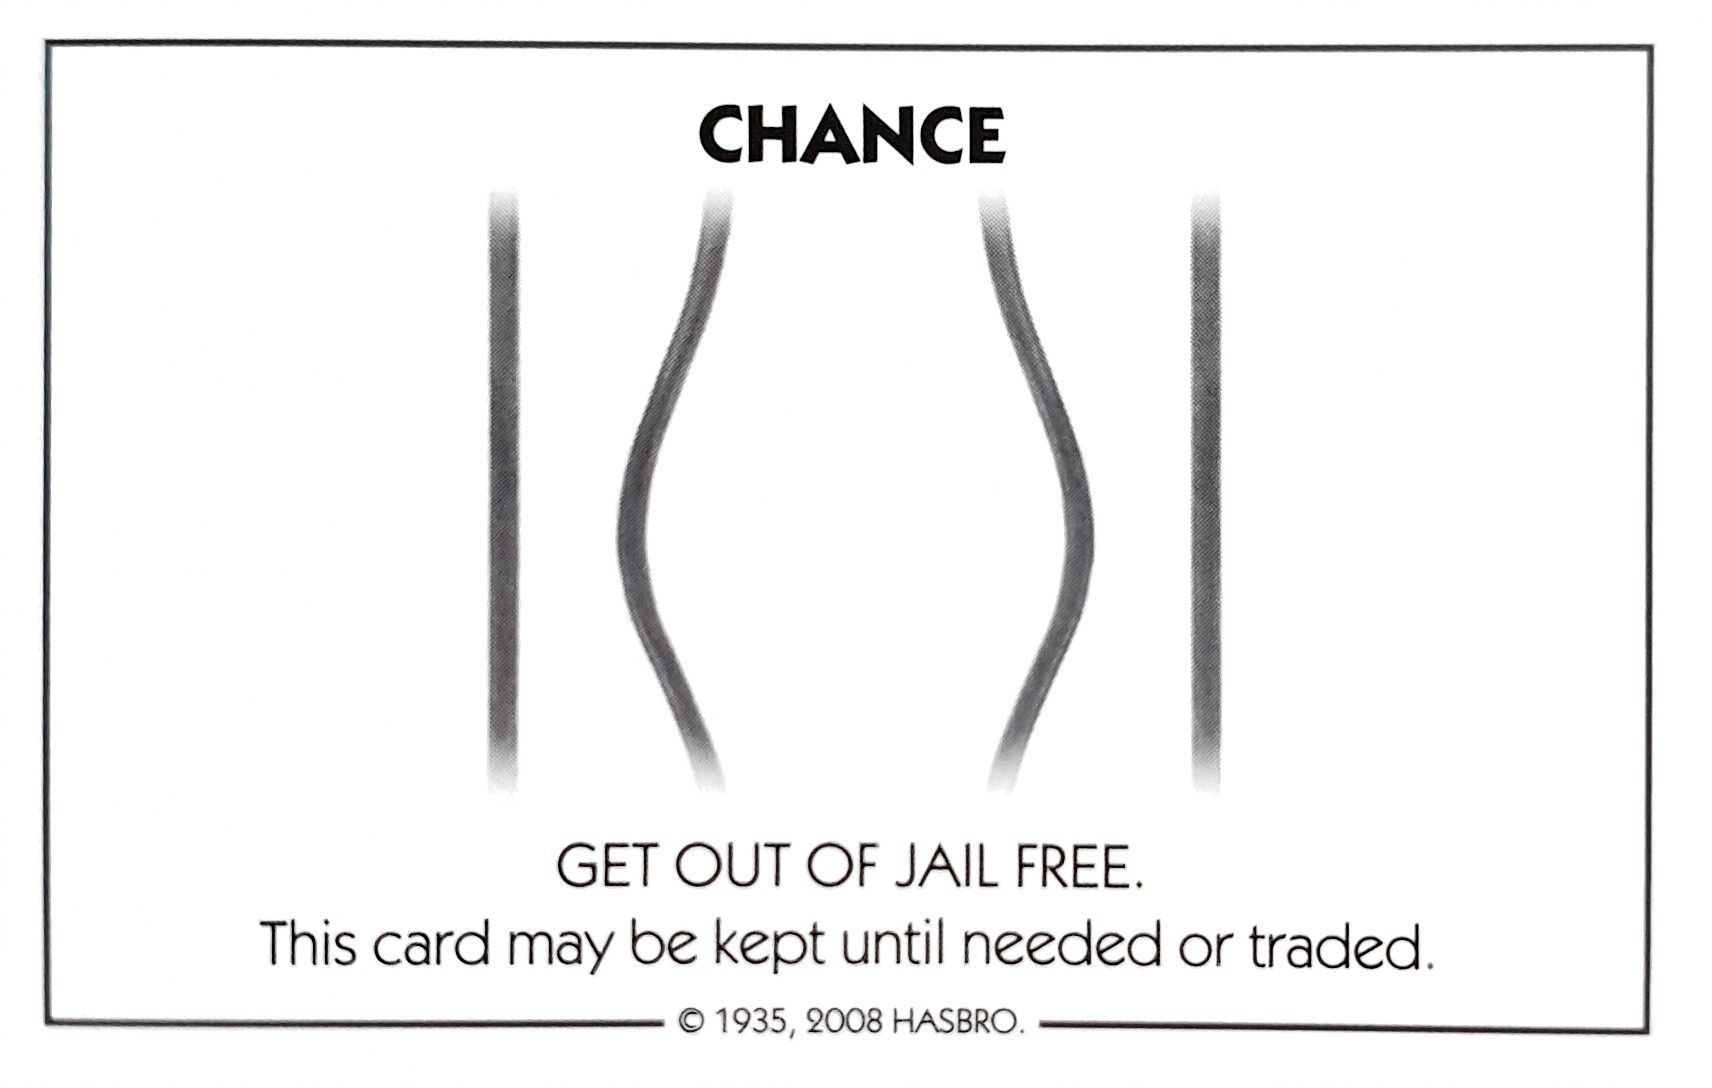 CHANCE
GET OUT OF JAIL FREE.
This card may be kept until needed or traded.
© 1935, 2008 HASBRO.